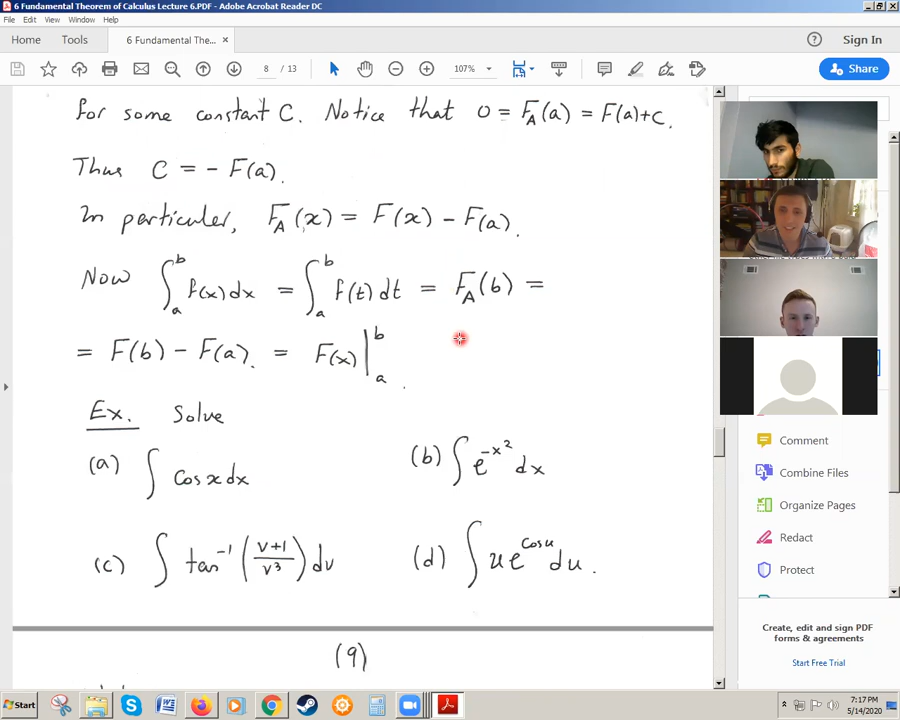 6 Fundamental Theorem of Calculus Lecture 6.PDF - Adobe Acrobat Reader DC
File Edit View Window Help
Home Tools 6 Fundamental The... × Sign In
8 / 13 107% Share
For some constant C. Notice that 0 = F_A(a) = F(a)+C.
Thus C = - F(a).
In particular, F_A(x) = F(x) - F(a).
Now ∫_a^b f(x)dx = ∫_a^b f(t)dt = F_A(b) =
= F(b) - F(a). = F(x)|_a^b.
Ex. Solve
(a) ∫ cos x dx (b) ∫ e^{-x^2} dx
(c) ∫ tan^{-1}((v+1)/v^3) dv (d) ∫ u e^{cos u} du.
(9)
Comment
Combine Files
Organize Pages
Redact
Protect
Create, edit and sign PDF
forms & agreements
Start Free Trial
Start
7:17 PM
5/14/2020